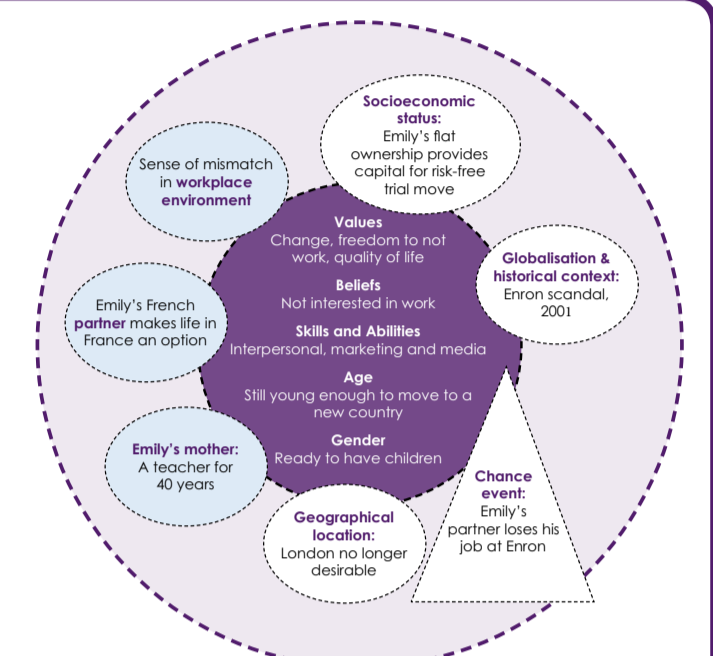 Socioeconomic
status:
Emily’s flat
ownership provides
capital for risk-free
trial move
Sense of mismatch
in workplace
environment
Values
Change, freedom to not
work, quality of life
Beliefs
Not interested in work
Skills and Abilities
Interpersonal, marketing and media
Age
Still young enough to move to a
new country
Gender
Ready to have children
Globalisation &
historical context:
Enron scandal,
2001
Emily’s French
partner makes life in
France an option
Emily’s mother:
A teacher for
40 years
Geographical
location:
London no longer
desirable
Chance
event:
Emily’s
partner loses his
job at Enron